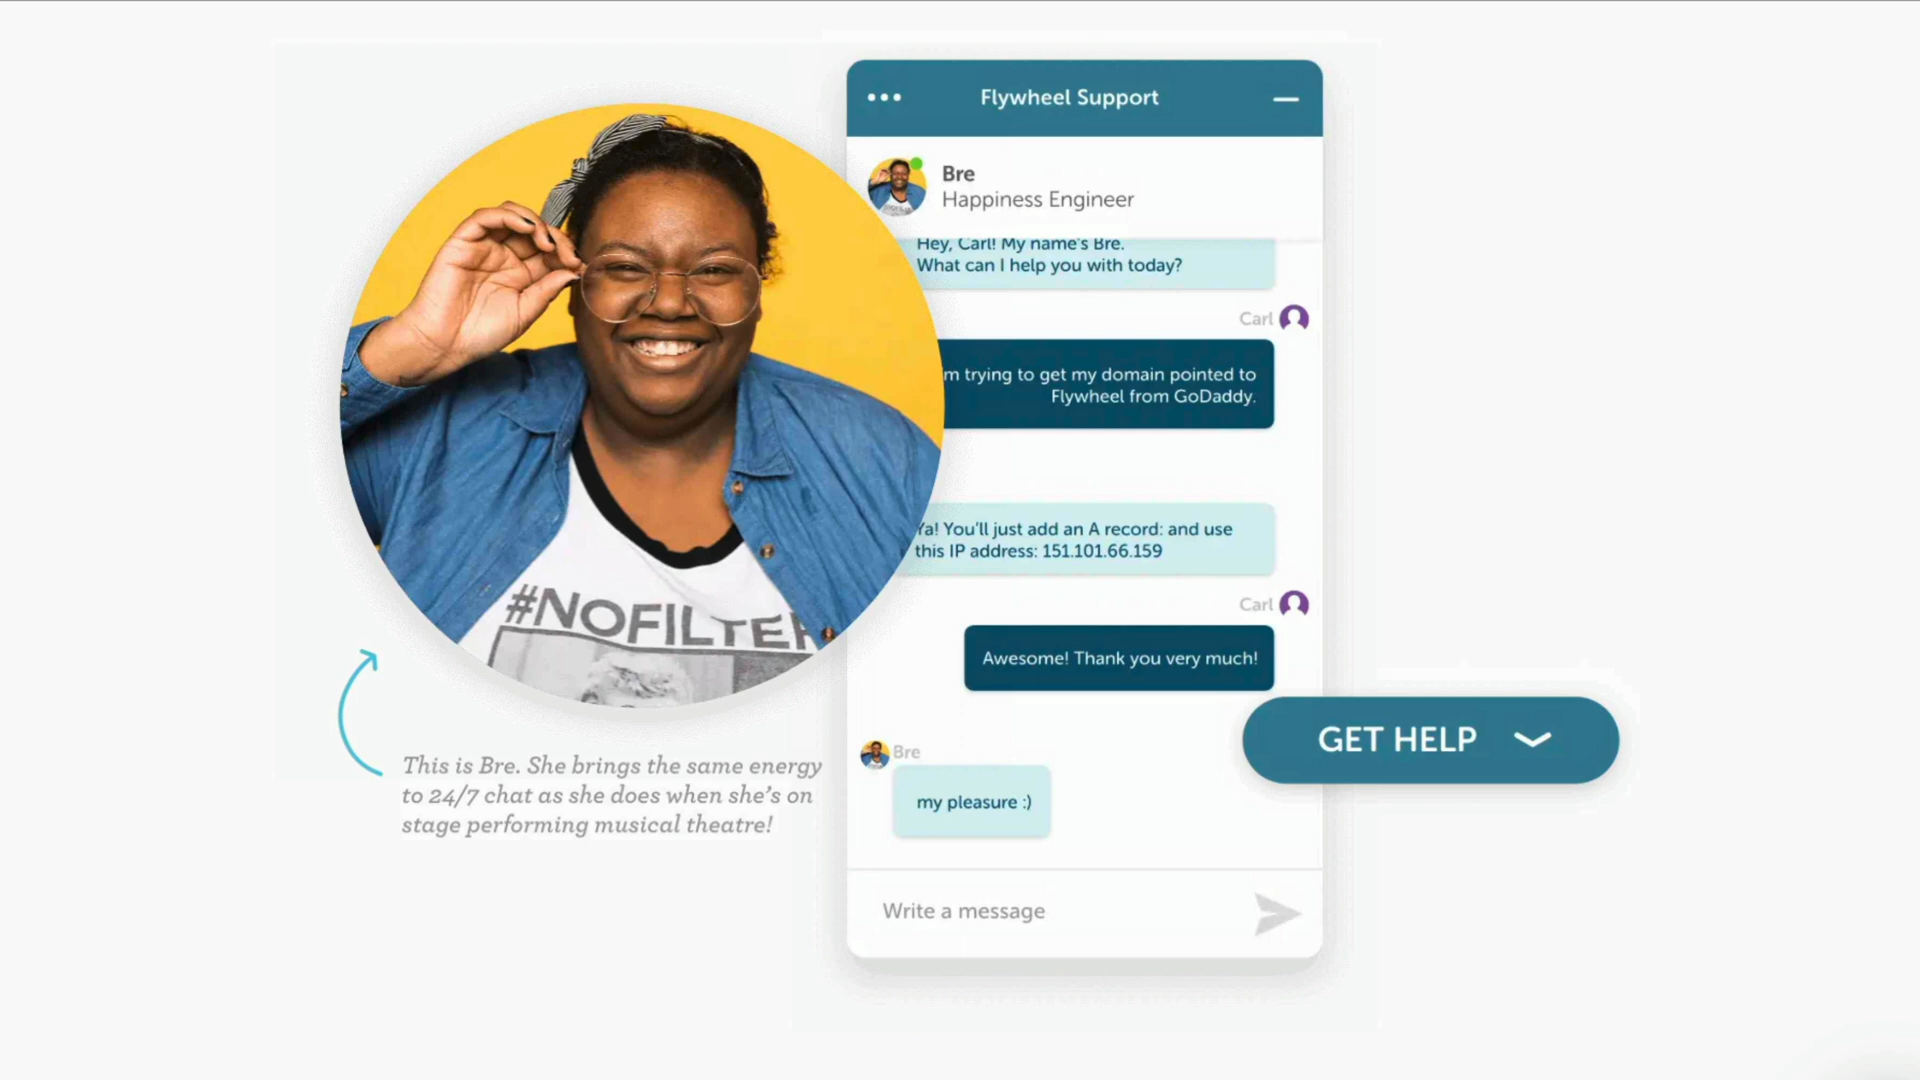 Flywheel Support
Bre
Happiness Engineer
Hey, Carl! My name's Bre.
What can I help you with today?
Carl
trying to get my domain pointed to
Flywheel from GoDaddy.
Ya! You'll just add an A record: and use
this IP address: 151.101.66.159
Carl
Awesome! Thank you very much!
Bre
my pleasure :)
Write a message
GET HELP
#NOFILTER
This is Bre. She brings the same energy
to 24/7 chat as she does when she's on
stage performing musical theatre!